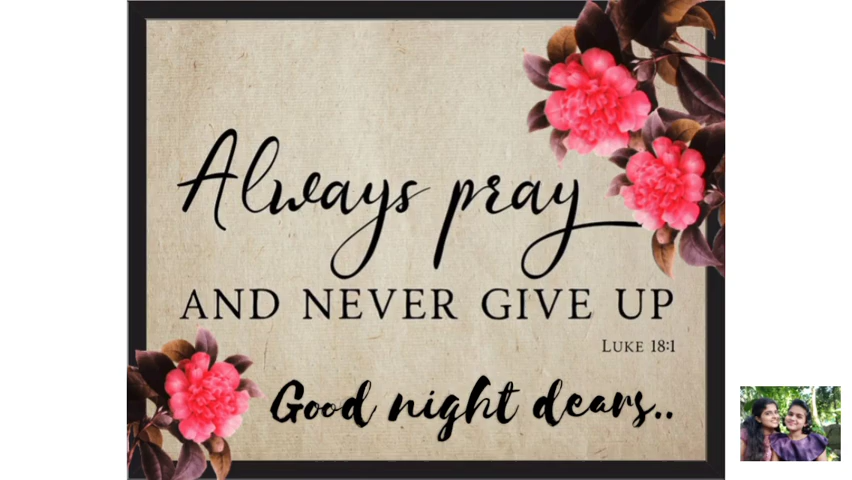 Always pray
AND NEVER GIVE UP
LUKE 18:1
Good night dears..